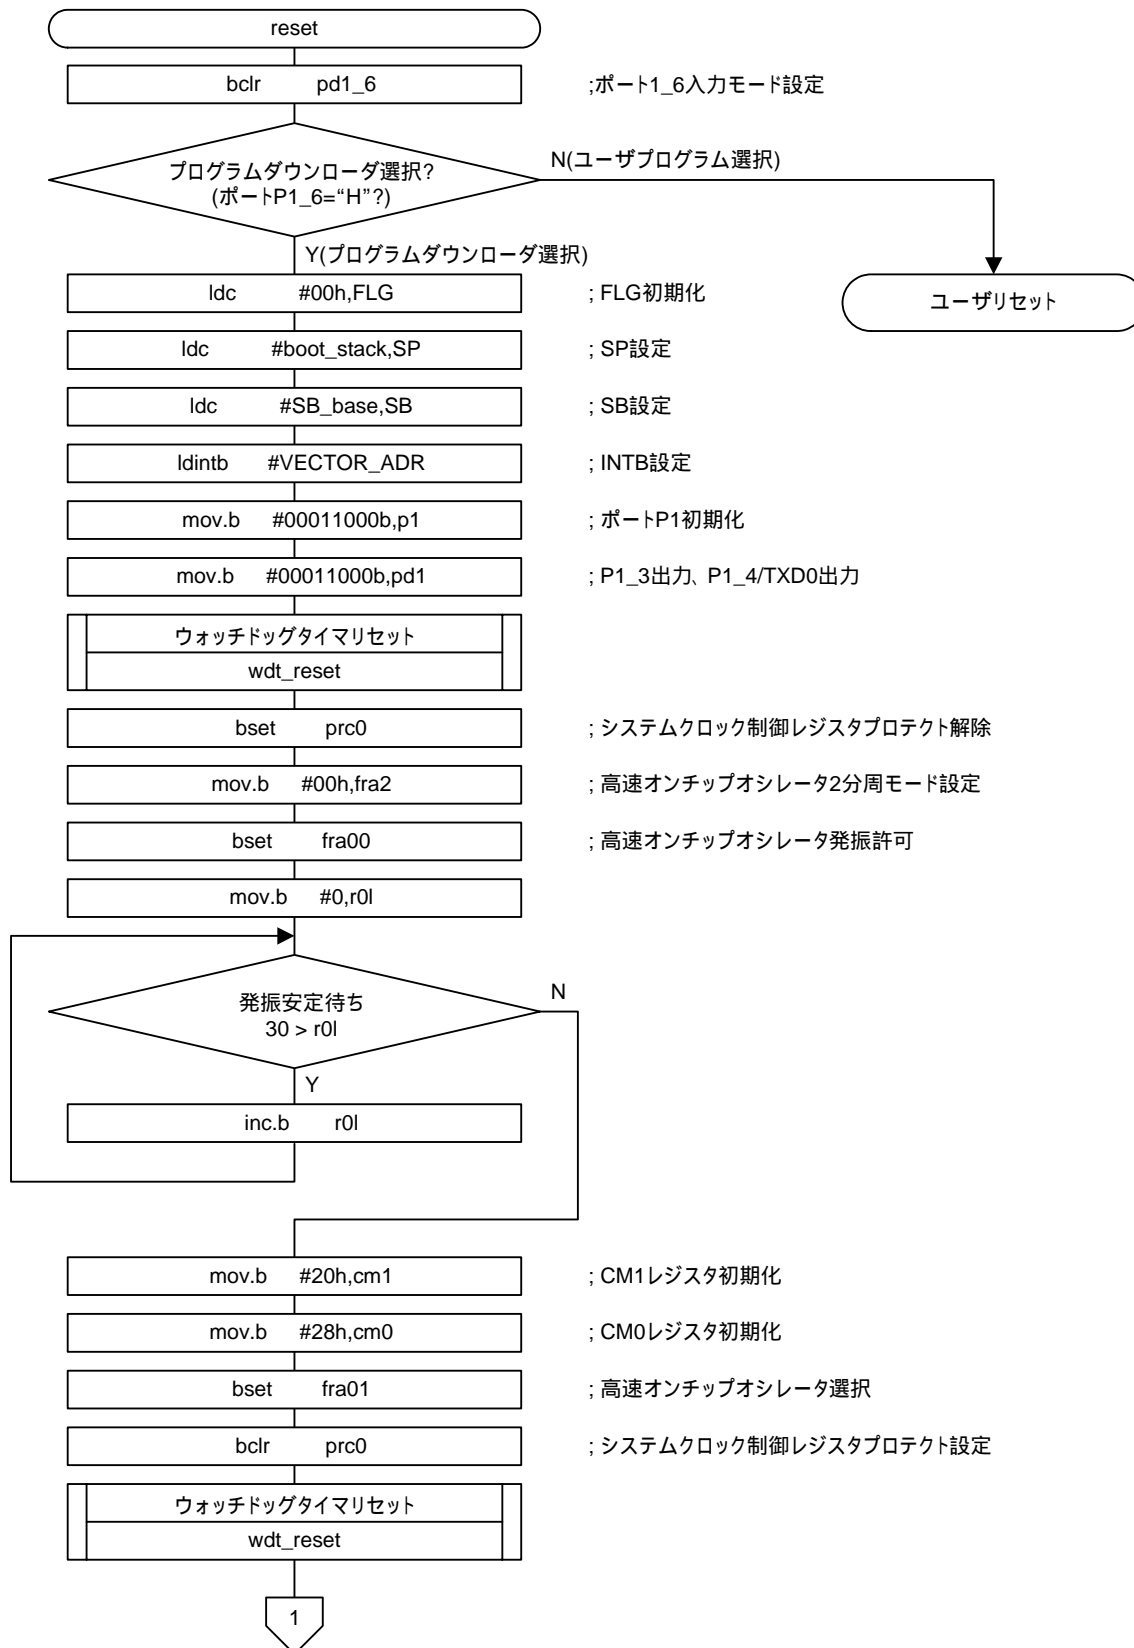 reset
bclr pd1_6 ;ポート1_6入力モード設定
プログラムダウンローダ選択?
(ポートP1_6=“H”?)
N(ユーザプログラム選択)
Y(プログラムダウンローダ選択)
ldc #00h,FLG ; FLG初期化
ユーザリセット
ldc #boot_stack,SP ; SP設定
ldc #SB_base,SB ; SB設定
ldintb #VECTOR_ADR ; INTB設定
mov.b #00011000b,p1 ; ポートP1初期化
mov.b #00011000b,pd1 ; P1_3出力、P1_4/TXD0出力
ウォッチドッグタイマリセット
wdt_reset
bset prc0 ; システムクロック制御レジスタプロテクト解除
mov.b #00h,fra2 ; 高速オンチップオシレータ2分周モード設定
bset fra00 ; 高速オンチップオシレータ発振許可
mov.b #0,r0l
発振安定待ち
30 > r0l
N
Y
inc.b r0l
mov.b #20h,cm1 ; CM1レジスタ初期化
mov.b #28h,cm0 ; CM0レジスタ初期化
bset fra01 ; 高速オンチップオシレータ選択
bclr prc0 ; システムクロック制御レジスタプロテクト設定
ウォッチドッグタイマリセット
wdt_reset
1